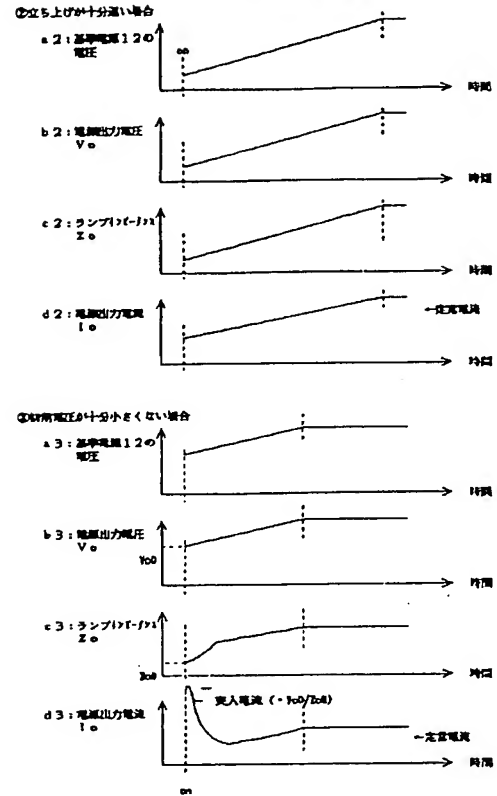 ②立ち上げが十分遅い場合
a2:基準電源12の
電圧
時間
b2:電源出力電圧
Vo
時間
c2:ランプインピーダンス
Zo
時間
d2:電源出力電流
Io
←定常電流
時間
③初期電圧が十分小さくない場合
a3:基準電源12の
電圧
時間
b3:電源出力電圧
Vo
Vo0
時間
c3:ランプインピーダンス
Zo
Zo0
時間
突入電流(・Vo0/Zo0)
d3:電源出力電流
Io
←定常電流
時間